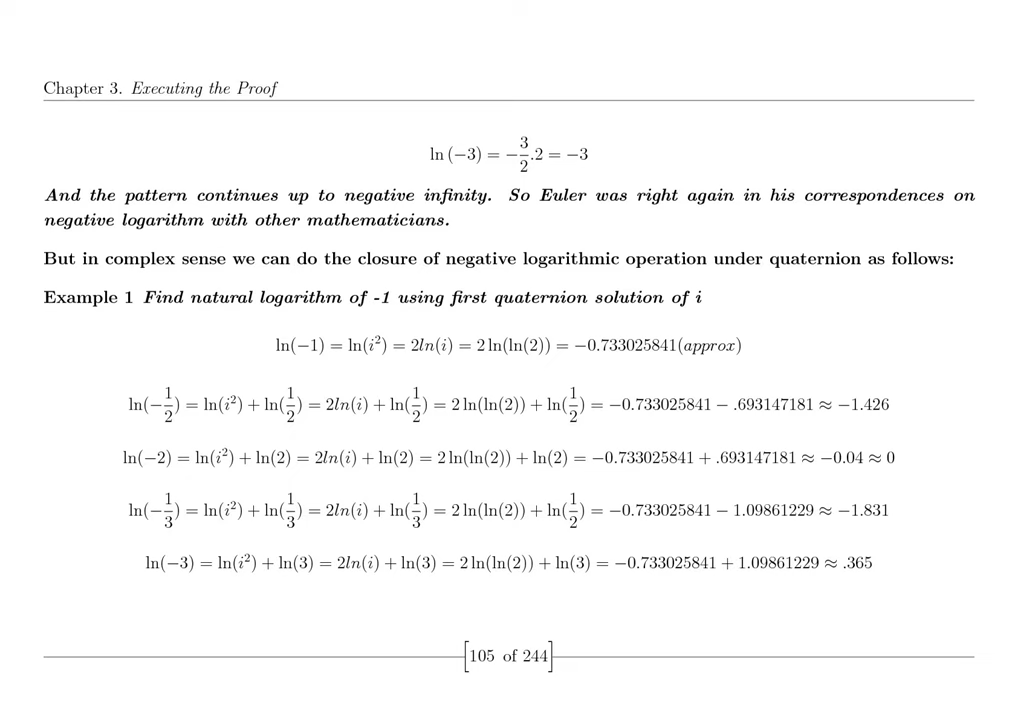 Chapter 3. Executing the Proof
ln (−3) = −3/2.2 = −3
And the pattern continues up to negative infinity. So Euler was right again in his correspondences on
negative logarithm with other mathematicians.
But in complex sense we can do the closure of negative logarithmic operation under quaternion as follows:
Example 1 Find natural logarithm of -1 using first quaternion solution of i
ln(−1) = ln(i²) = 2ln(i) = 2 ln(ln(2)) = −0.733025841(approx)
ln(−1/2) = ln(i²) + ln(1/2) = 2ln(i) + ln(1/2) = 2 ln(ln(2)) + ln(1/2) = −0.733025841 − .693147181 ≈ −1.426
ln(−2) = ln(i²) + ln(2) = 2ln(i) + ln(2) = 2 ln(ln(2)) + ln(2) = −0.733025841 + .693147181 ≈ −0.04 ≈ 0
ln(−1/3) = ln(i²) + ln(1/3) = 2ln(i) + ln(1/3) = 2 ln(ln(2)) + ln(1/2) = −0.733025841 − 1.09861229 ≈ −1.831
ln(−3) = ln(i²) + ln(3) = 2ln(i) + ln(3) = 2 ln(ln(2)) + ln(3) = −0.733025841 + 1.09861229 ≈ .365
[105 of 244]